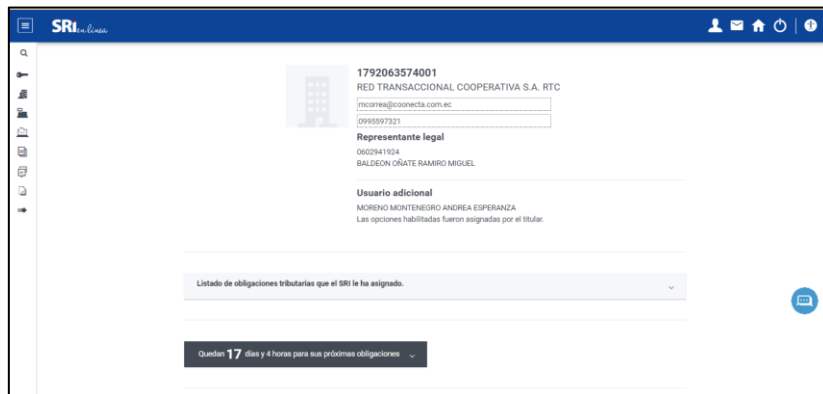 SRi en línea
1792063574001
RED TRANSACCIONAL COOPERATIVA S.A. RTC
mcorrea@coonecta.com.ec
0995597321
Representante legal
0602941924
BALDEON OÑATE RAMIRO MIGUEL
Usuario adicional
MORENO MONTENEGRO ANDREA ESPERANZA
Las opciones habilitadas fueron asignadas por el titular.
Listado de obligaciones tributarias que el SRI le ha asignado.
Quedan 17 días y 4 horas para sus próximas obligaciones